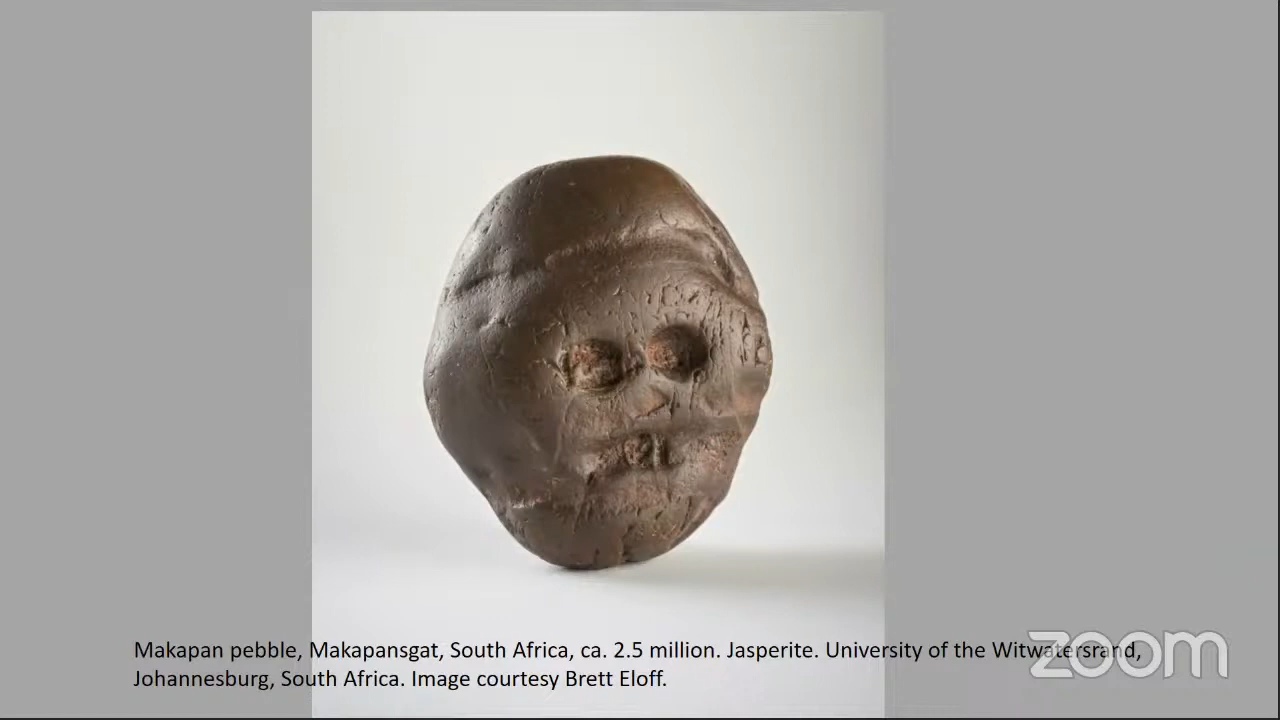 Makapan pebble, Makapansgat, South Africa, ca. 2.5 million. Jasperite. University of the Witwatersrand,
Johannesburg, South Africa. Image courtesy Brett Eloff.
zoom